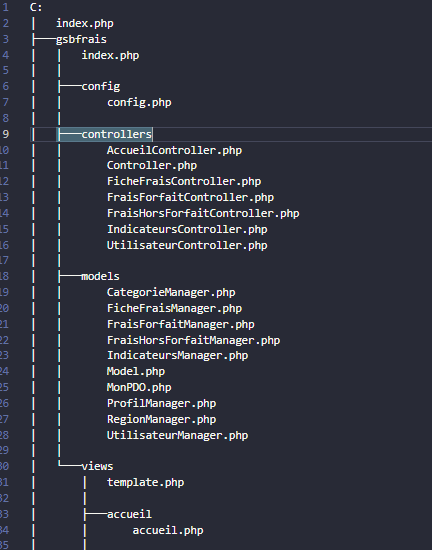 1 C:
2 │   index.php
3 ├───gsbfrais
4 │   │   index.php
5 │   │
6 │   ├───config
7 │   │       config.php
8 │   │
9 │   ├───controllers
10 │   │       AccueilController.php
11 │   │       Controller.php
12 │   │       FicheFraisController.php
13 │   │       FraisForfaitController.php
14 │   │       FraisHorsForfaitController.php
15 │   │       IndicateursController.php
16 │   │       UtilisateurController.php
17 │   │
18 │   ├───models
19 │   │       CategorieManager.php
20 │   │       FicheFraisManager.php
21 │   │       FraisForfaitManager.php
22 │   │       FraisHorsForfaitManager.php
23 │   │       IndicateursManager.php
24 │   │       Model.php
25 │   │       MonPDO.php
26 │   │       ProfilManager.php
27 │   │       RegionManager.php
28 │   │       UtilisateurManager.php
29 │   │
30 │   └───views
31 │       │   template.php
32 │       │
33 │       ├───accueil
34 │       │       accueil.php
35 │       │